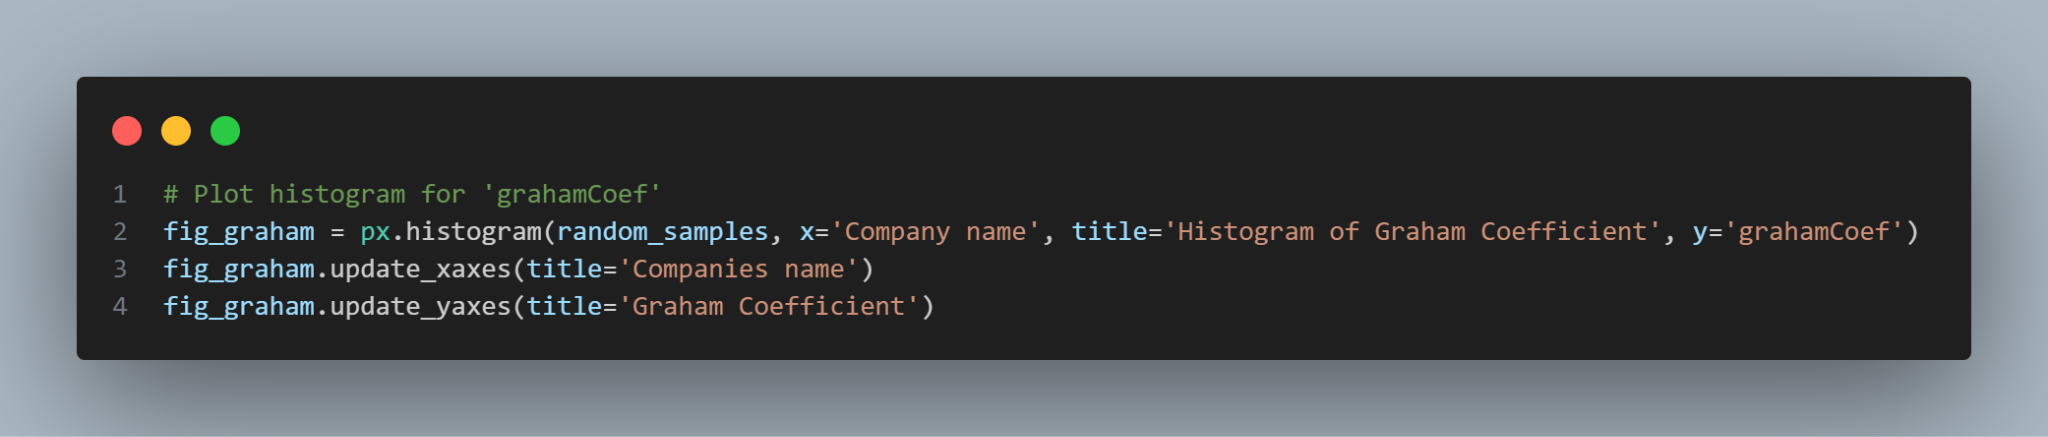 1 # Plot histogram for 'grahamCoef'
2 fig_graham = px.histogram(random_samples, x='Company name', title='Histogram of Graham Coefficient', y='grahamCoef')
3 fig_graham.update_xaxes(title='Companies name')
4 fig_graham.update_yaxes(title='Graham Coefficient')